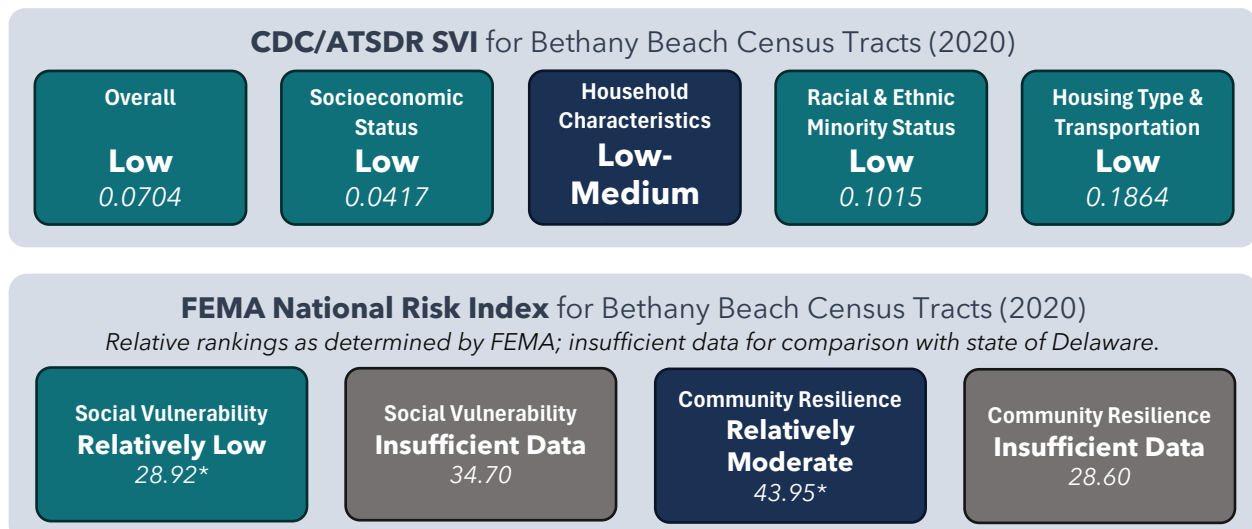 CDC/ATSDR SVI for Bethany Beach Census Tracts (2020)
Overall
Low
0.0704
Socioeconomic
Status
Low
0.0417
Household
Characteristics
Low-
Medium
Racial & Ethnic
Minority Status
Low
0.1015
Housing Type &
Transportation
Low
0.1864
FEMA National Risk Index for Bethany Beach Census Tracts (2020)
Relative rankings as determined by FEMA; insufficient data for comparison with state of Delaware.
Social Vulnerability
Relatively Low
28.92*
Social Vulnerability
Insufficient Data
34.70
Community Resilience
Relatively
Moderate
43.95*
Community Resilience
Insufficient Data
28.60